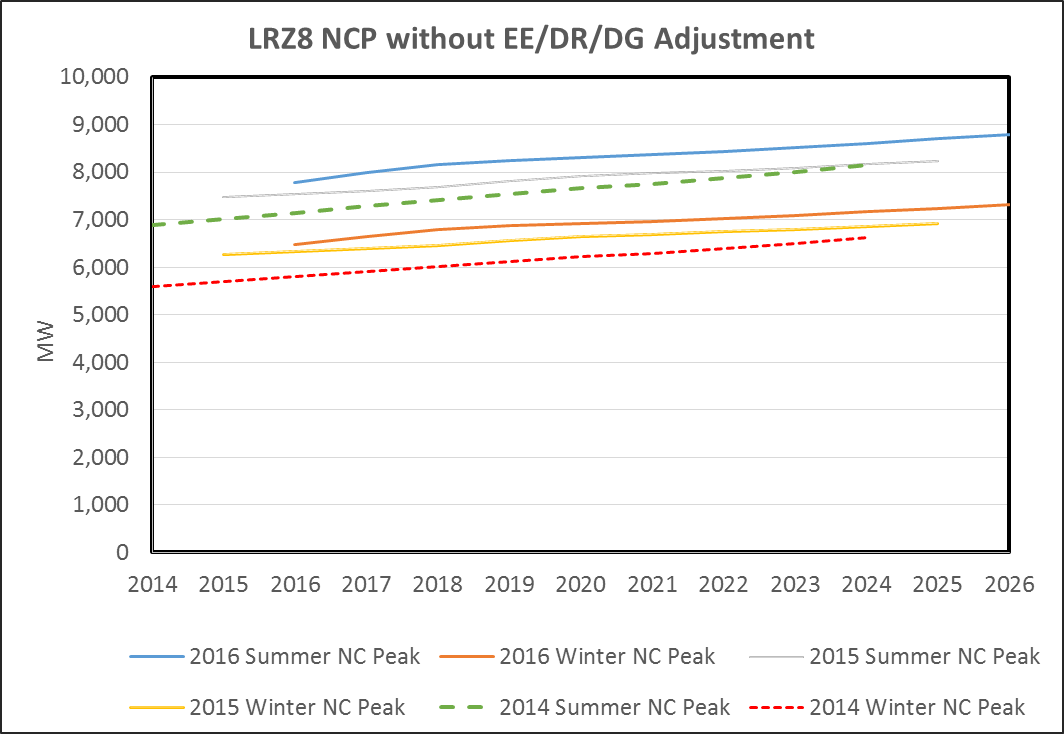 LRZ8 NCP without EE/DR/DG Adjustment
10,000
9,000
8,000
7,000
6,000
5,000
4,000
3,000
2,000
1,000
0
MW
2014 2015 2016 2017 2018 2019 2020 2021 2022 2023 2024 2025 2026
2016 Summer NC Peak 2016 Winter NC Peak 2015 Summer NC Peak
2015 Winter NC Peak 2014 Summer NC Peak 2014 Winter NC Peak